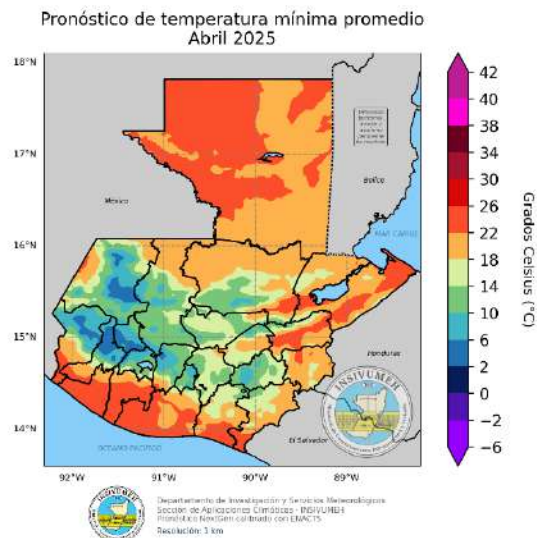 Pronóstico de temperatura mínima promedio
Abril 2025
18°N
17°N
16°N
15°N
14°N
92°W
91°W
90°W
89°W
México
Belice
MAR CARIBE
Honduras
El Salvador
OCEANO PACIFICO
INSIVUMEH
42
40
38
34
30
26
22
18
14
10
6
2
0
−2
−6
Grados Celsius (°C)
Departamento de Investigación y Servicios Meteorológicos
Sección de Aplicaciones Climáticas - INSIVUMEH
Pronóstico NextGen calibrado con ENACTS
Resolución: 1 km